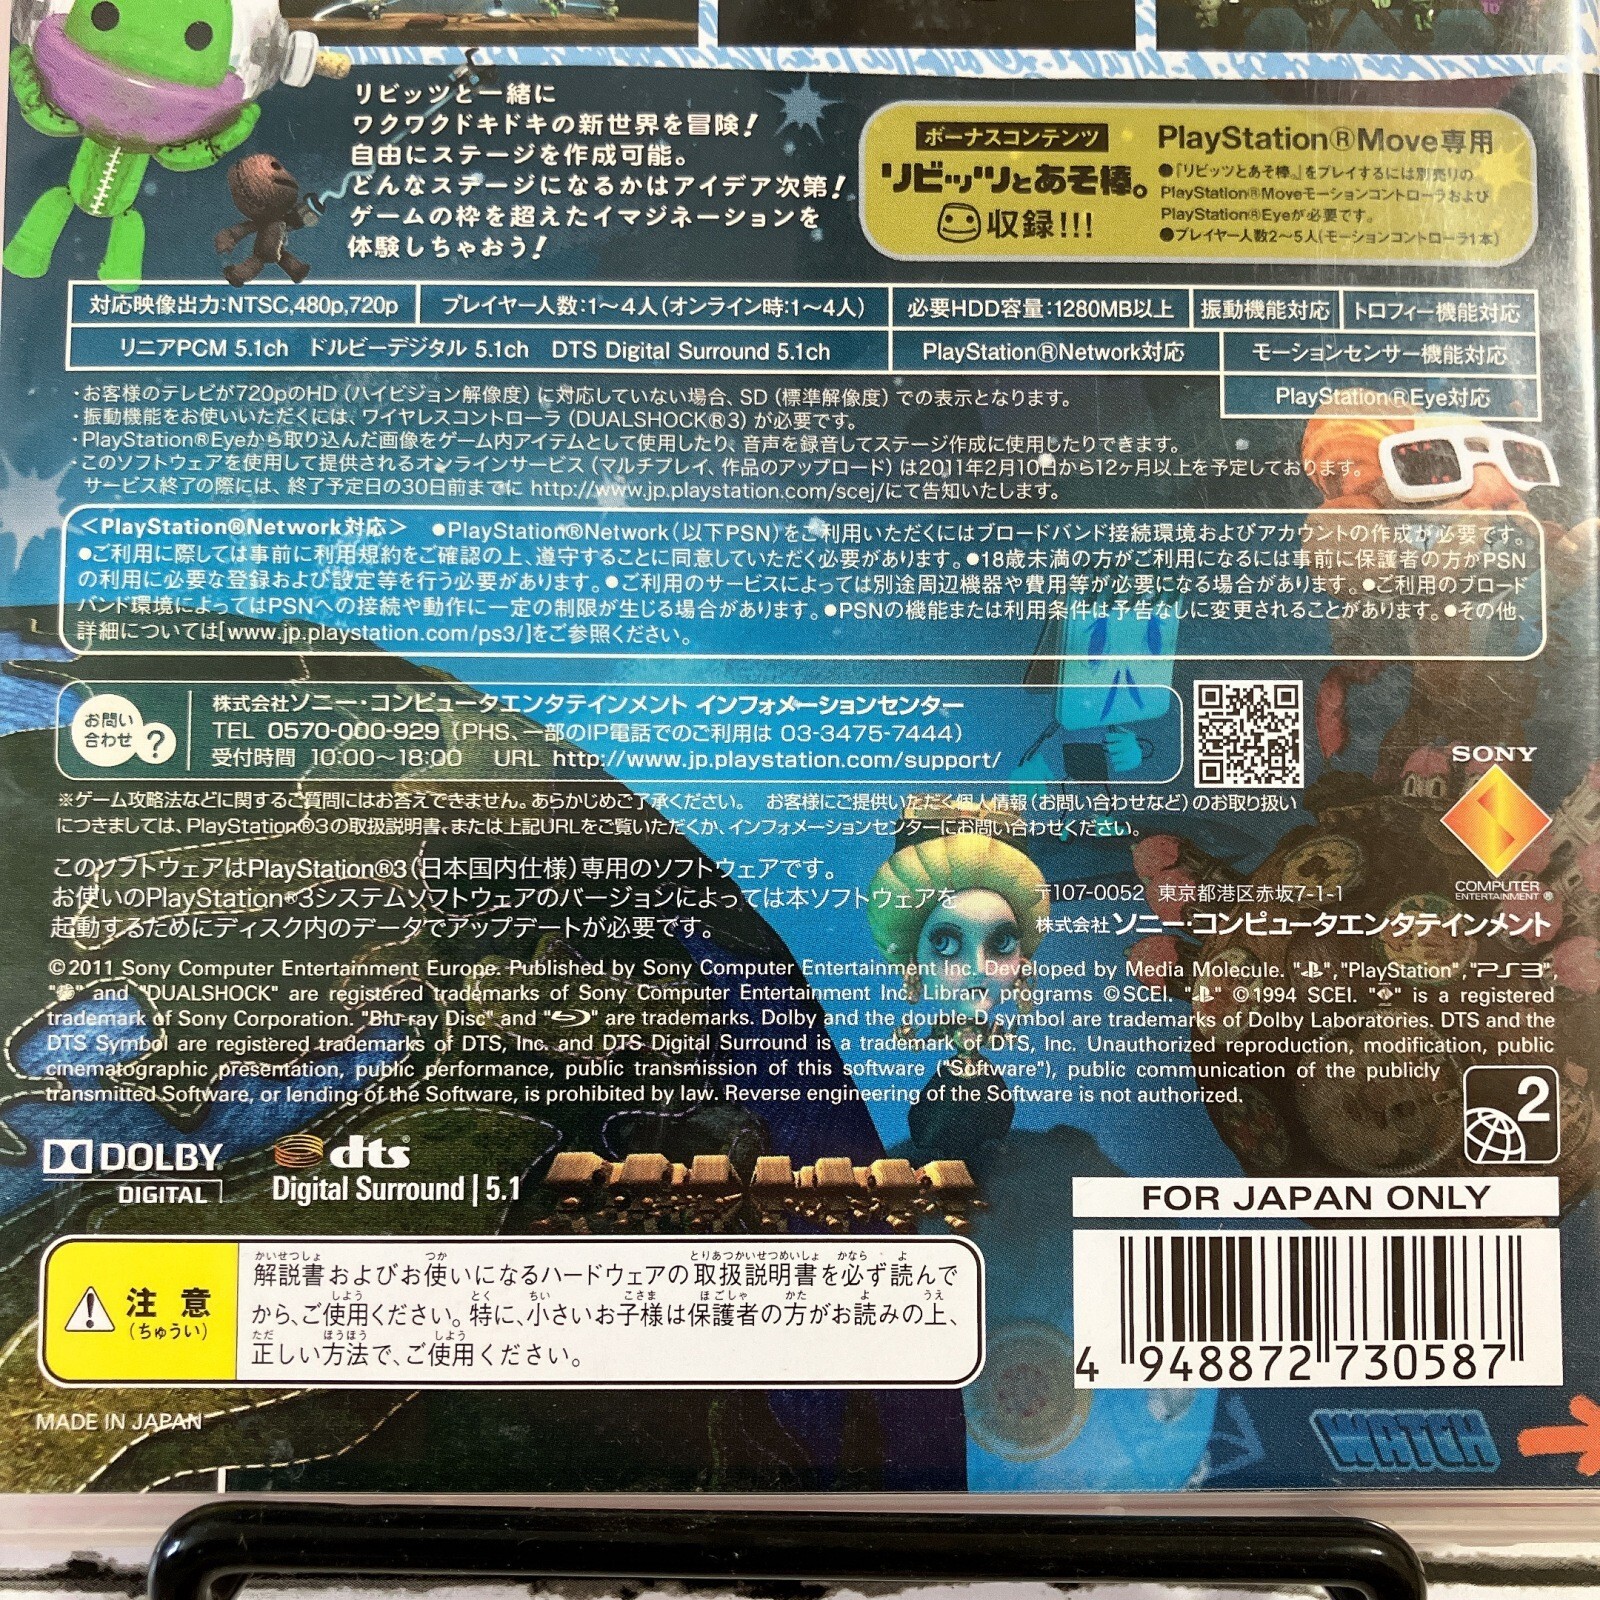 リビッツと一緒に
ワクワクドキドキの新世界を冒険!
自由にステージを作成可能。
どんなステージになるかはアイデア次第!
ゲームの枠を超えたイマジネーションを
体験しちゃおう!
ボーナスコンテンツ
リビッツとあそ棒。
収録!!!
PlayStation®Move専用
●『リビッツとあそ棒。』をプレイするには別売りの
PlayStation®Moveモーションコントローラおよび
PlayStation®Eyeが必要です。
●プレイヤー人数2～5人(モーションコントローラ1本)
対応映像出力:NTSC,480p,720p
プレイヤー人数:1～4人(オンライン時:1～4人)
必要HDD容量:1280MB以上
振動機能対応
トロフィー機能対応
リニアPCM 5.1ch ドルビーデジタル 5.1ch DTS Digital Surround 5.1ch
PlayStation®Network対応
モーションセンサー機能対応
PlayStation®Eye対応
・お客様のテレビが720pのHD(ハイビジョン解像度)に対応していない場合、SD(標準解像度)での表示となります。
・振動機能をお使いいただくには、ワイヤレスコントローラ(DUALSHOCK®3)が必要です。
・PlayStation®Eyeから取り込んだ画像をゲーム内アイテムとして使用したり、音声を録音してステージ作成に使用したりできます。
・このソフトウェアを使用して提供されるオンラインサービス(マルチプレイ、作品のアップロード)は2011年2月10日から12ヶ月以上を予定しております。
サービス終了の際には、終了予定日の30日前までに http://www.jp.playstation.com/scej/にて告知いたします。
<PlayStation®Network対応> ●PlayStation®Network(以下PSN)をご利用いただくにはブロードバンド接続環境およびアカウントの作成が必要です。
●ご利用に際しては事前に利用規約をご確認の上、遵守することに同意していただく必要があります。●18歳未満の方がご利用になるには事前に保護者の方がPSN
の利用に必要な登録および設定等を行う必要があります。●ご利用のサービスによっては別途周辺機器や費用等が必要になる場合があります。●ご利用のブロード
バンド環境によってはPSNへの接続や動作に一定の制限が生じる場合があります。●PSNの機能または利用条件は予告なしに変更されることがあります。●その他、
詳細については[www.jp.playstation.com/ps3/]をご参照ください。
お問い
合わせ
?
株式会社ソニー・コンピュータエンタテインメント インフォメーションセンター
TEL 0570-000-929 (PHS、一部のIP電話でのご利用は 03-3475-7444)
受付時間 10:00～18:00 URL http://www.jp.playstation.com/support/
※ゲーム攻略法などに関するご質問にはお答えできません。あらかじめご了承ください。 お客様にご提供いただく個人情報(お問い合わせなど)のお取り扱い
につきましては、PlayStation®3の取扱説明書、または上記URLをご覧いただくか、インフォメーションセンターにお問い合わせください。
このソフトウェアはPlayStation®3(日本国内仕様)専用のソフトウェアです。
お使いのPlayStation®3システムソフトウェアのバージョンによっては本ソフトウェアを
起動するためにディスク内のデータでアップデートが必要です。
SONY
COMPUTER
ENTERTAINMENT®
〒107-0052 東京都港区赤坂7-1-1
株式会社 ソニー・コンピュータエンタテインメント
©2011 Sony Computer Entertainment Europe. Published by Sony Computer Entertainment Inc. Developed by Media Molecule. "", "PlayStation", "PS3",
"" and "DUALSHOCK" are registered trademarks of Sony Computer Entertainment Inc. Library programs ©SCEI. "" ©1994 SCEI. "" is a registered
trademark of Sony Corporation. "Blu-ray Disc" and "" are trademarks. Dolby and the double-D symbol are trademarks of Dolby Laboratories. DTS and the
DTS Symbol are registered trademarks of DTS, Inc. and DTS Digital Surround is a trademark of DTS, Inc. Unauthorized reproduction, modification, public
cinematographic presentation, public performance, public transmission of this software ("Software"), public communication of the publicly
transmitted Software, or lending of the Software, is prohibited by law. Reverse engineering of the Software is not authorized.
2
DOLBY
DIGITAL
dts®
Digital Surround | 5.1
FOR JAPAN ONLY
注意
(ちゅうい)
かいせつしょ つか とりあつかいせつめいしょ かなら よ
解説書およびお使いになるハードウェアの取扱説明書を必ず読んで
しよう とく ちい こさま ほごしゃ かた よ うえ
から、ご使用ください。特に、小さいお子様は保護者の方がお読みの上、
ただ ほうほう しよう
正しい方法で、ご使用ください。
4 948872 730587
MADE IN JAPAN
WATCH